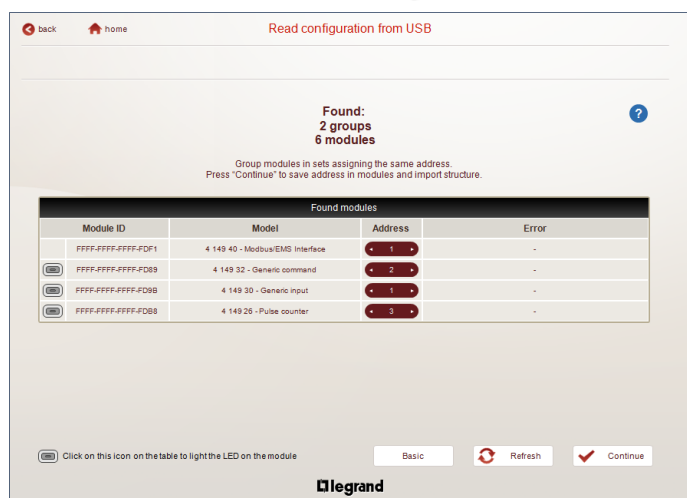 back home Read configuration from USB
Found:
2 groups
6 modules
?
Group modules in sets assigning the same address.
Press "Continue" to save address in modules and import structure.
Found modules
Module ID Model Address Error
FFFF-FFFF-FFFF-FDF1 4 149 40 - Modbus/EMS Interface 1 -
FFFF-FFFF-FFFF-FD89 4 149 32 - Generic command 2 -
FFFF-FFFF-FFFF-FD9B 4 149 30 - Generic input 1 -
FFFF-FFFF-FFFF-FDB8 4 149 26 - Pulse counter 3 -
Click on this icon on the table to light the LED on the module Basic Refresh Continue
legrand